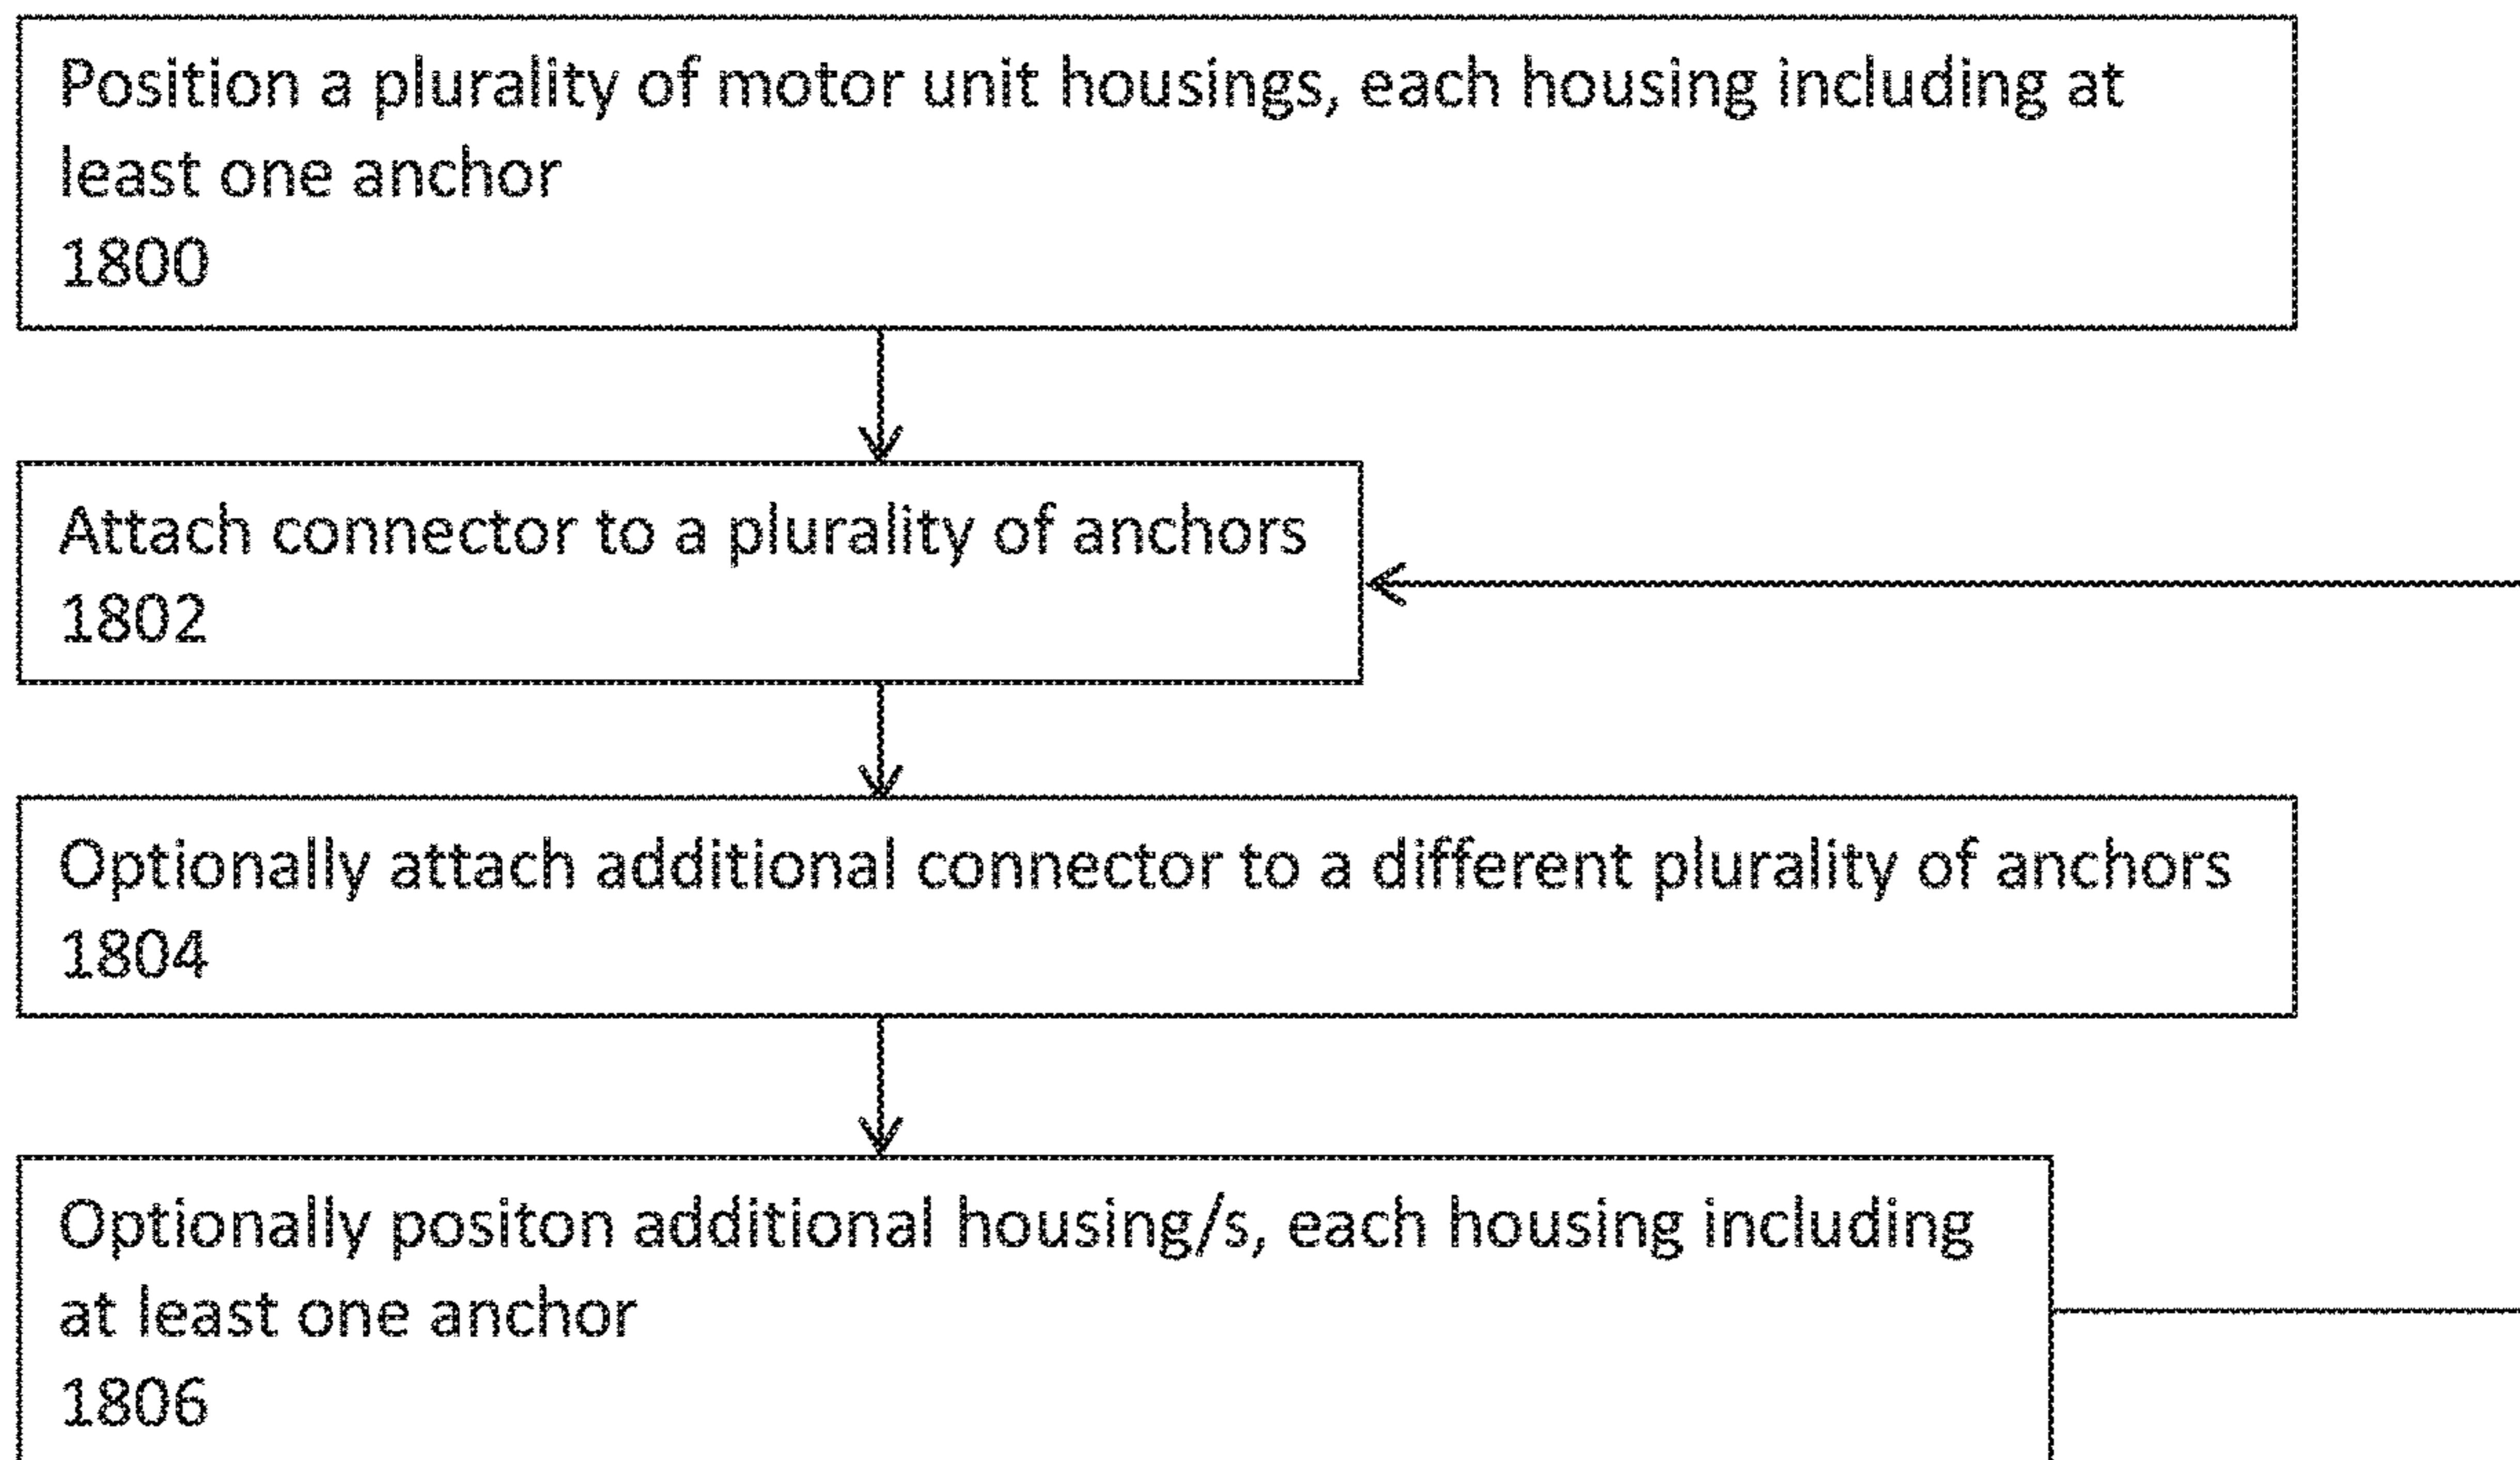 Position a plurality of motor unit housings, each housing including at
least one anchor
1800
Attach connector to a plurality of anchors
1802
Optionally attach additional connector to a different plurality of anchors
1804
Optionally positon additional housing/s, each housing including
at least one anchor
1806